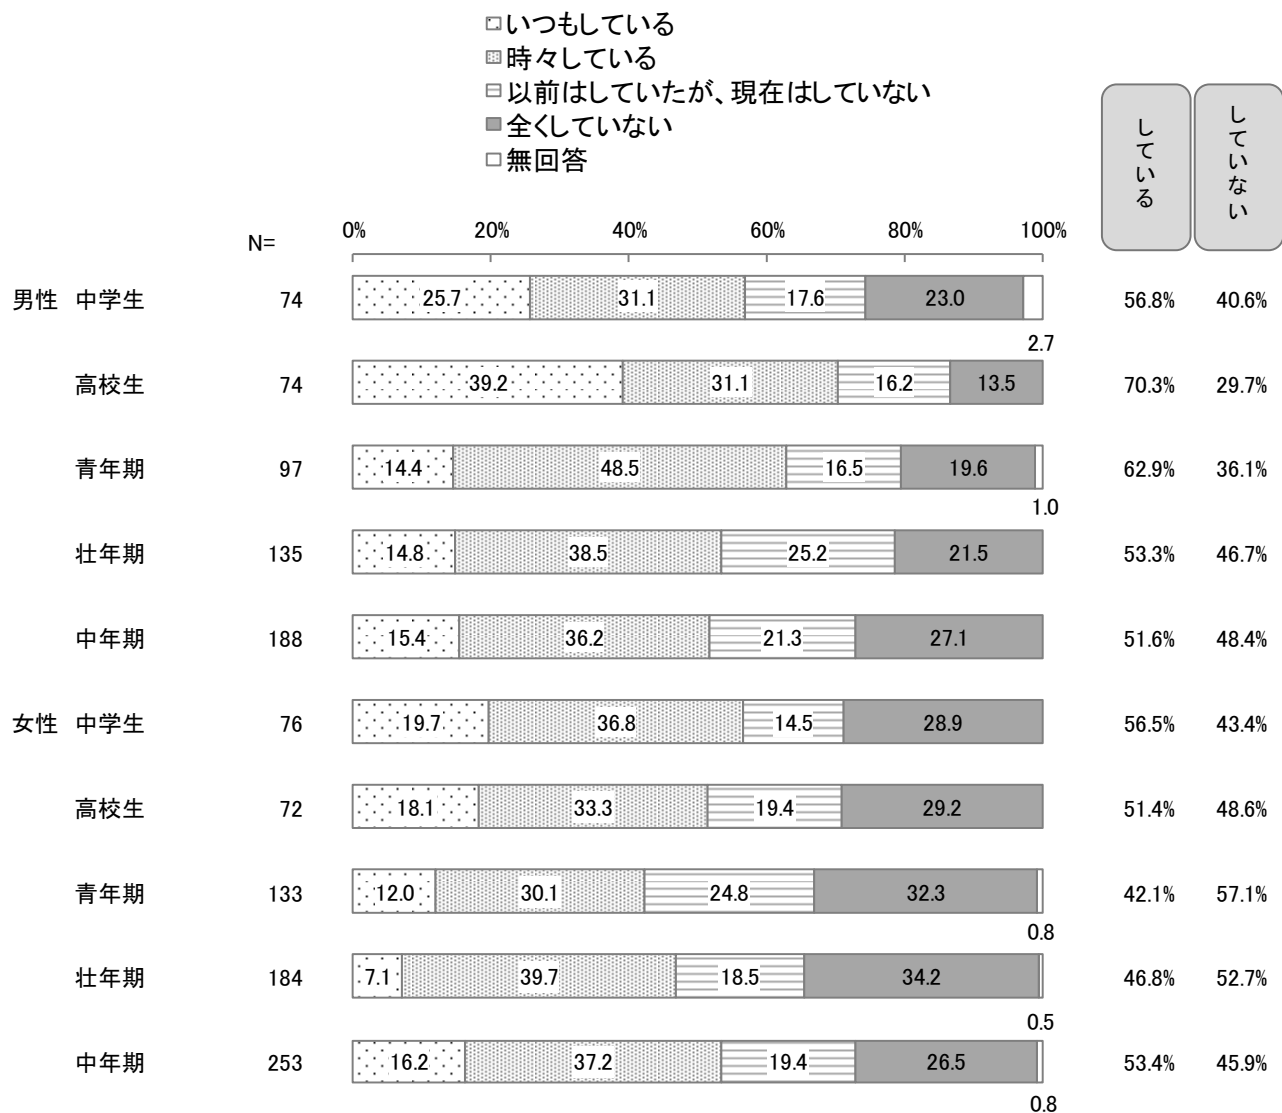 いつもしている
時々している
以前はしていたが、現在はしていない
全くしていない
無回答
している
していない
N=
0% 20% 40% 60% 80% 100%
男性 中学生 74 25.7 31.1 17.6 23.0 56.8% 40.6%
2.7
高校生 74 39.2 31.1 16.2 13.5 70.3% 29.7%
青年期 97 14.4 48.5 16.5 19.6 62.9% 36.1%
1.0
壮年期 135 14.8 38.5 25.2 21.5 53.3% 46.7%
中年期 188 15.4 36.2 21.3 27.1 51.6% 48.4%
女性 中学生 76 19.7 36.8 14.5 28.9 56.5% 43.4%
高校生 72 18.1 33.3 19.4 29.2 51.4% 48.6%
青年期 133 12.0 30.1 24.8 32.3 42.1% 57.1%
0.8
壮年期 184 7.1 39.7 18.5 34.2 46.8% 52.7%
0.5
中年期 253 16.2 37.2 19.4 26.5 53.4% 45.9%
0.8